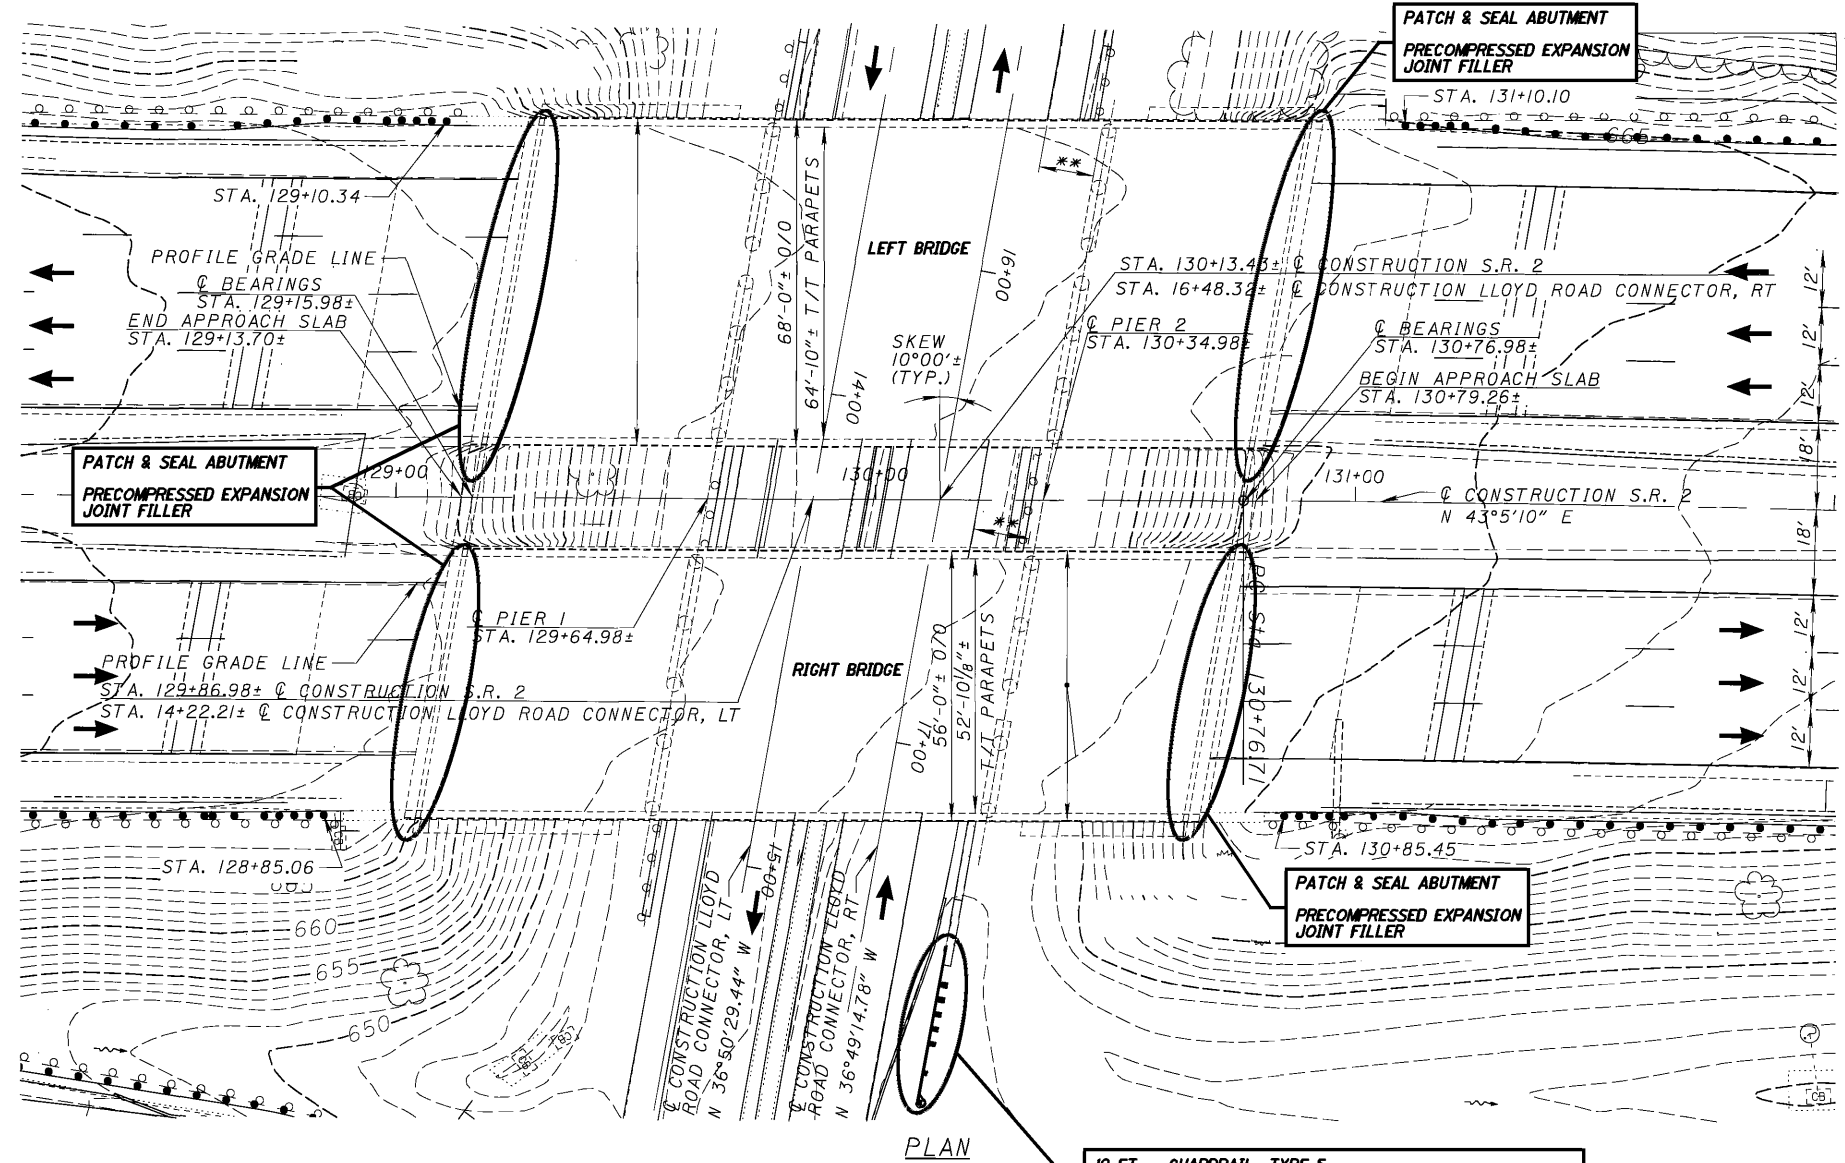 PATCH & SEAL ABUTMENT
PRECOMPRESSED EXPANSION
JOINT FILLER
STA. 131+10.10
665
STA. 129+10.34
68'-0"± O/O
64'-10"± T/T PARAPETS
**
LEFT BRIDGE
16+00
PROFILE GRADE LINE
℄ BEARINGS
STA. 129+15.98±
END APPROACH SLAB
STA. 129+13.70±
STA. 130+13.43± ℄ CONSTRUCTION S.R. 2
STA. 16+48.32± ℄ CONSTRUCTION LLOYD ROAD CONNECTOR, RT
℄ PIER 2
STA. 130+34.98±
SKEW
10°00'±
(TYP.)
14+00
℄ BEARINGS
STA. 130+76.98±
BEGIN APPROACH SLAB
STA. 130+79.26±
12'
12'
12'
18'
18'
12'
12'
12'
PATCH & SEAL ABUTMENT
PRECOMPRESSED EXPANSION
JOINT FILLER
129+00
130+00
131+00
℄ CONSTRUCTION S.R. 2
N 43°5'10" E
**
℄ PIER 1
STA. 129+64.98±
PROFILE GRADE LINE
STA. 129+86.98± ℄ CONSTRUCTION S.R. 2
STA. 14+22.21± ℄ CONSTRUCTION LLOYD ROAD CONNECTOR, LT
RIGHT BRIDGE
17+00
56'-0"± O/O
52'-10⅛"±
T/T PARAPETS
PC Sta 130+76.71
STA. 128+85.06
STA. 130+85.45
PATCH & SEAL ABUTMENT
PRECOMPRESSED EXPANSION
JOINT FILLER
660
655
650
15+00
℄ CONSTRUCTION LLOYD
ROAD CONNECTOR, LT
N 36°50'29.44" W
℄ CONSTRUCTION LLOYD
ROAD CONNECTOR, RT
N 36°49'14.78" W
CB
PLAN